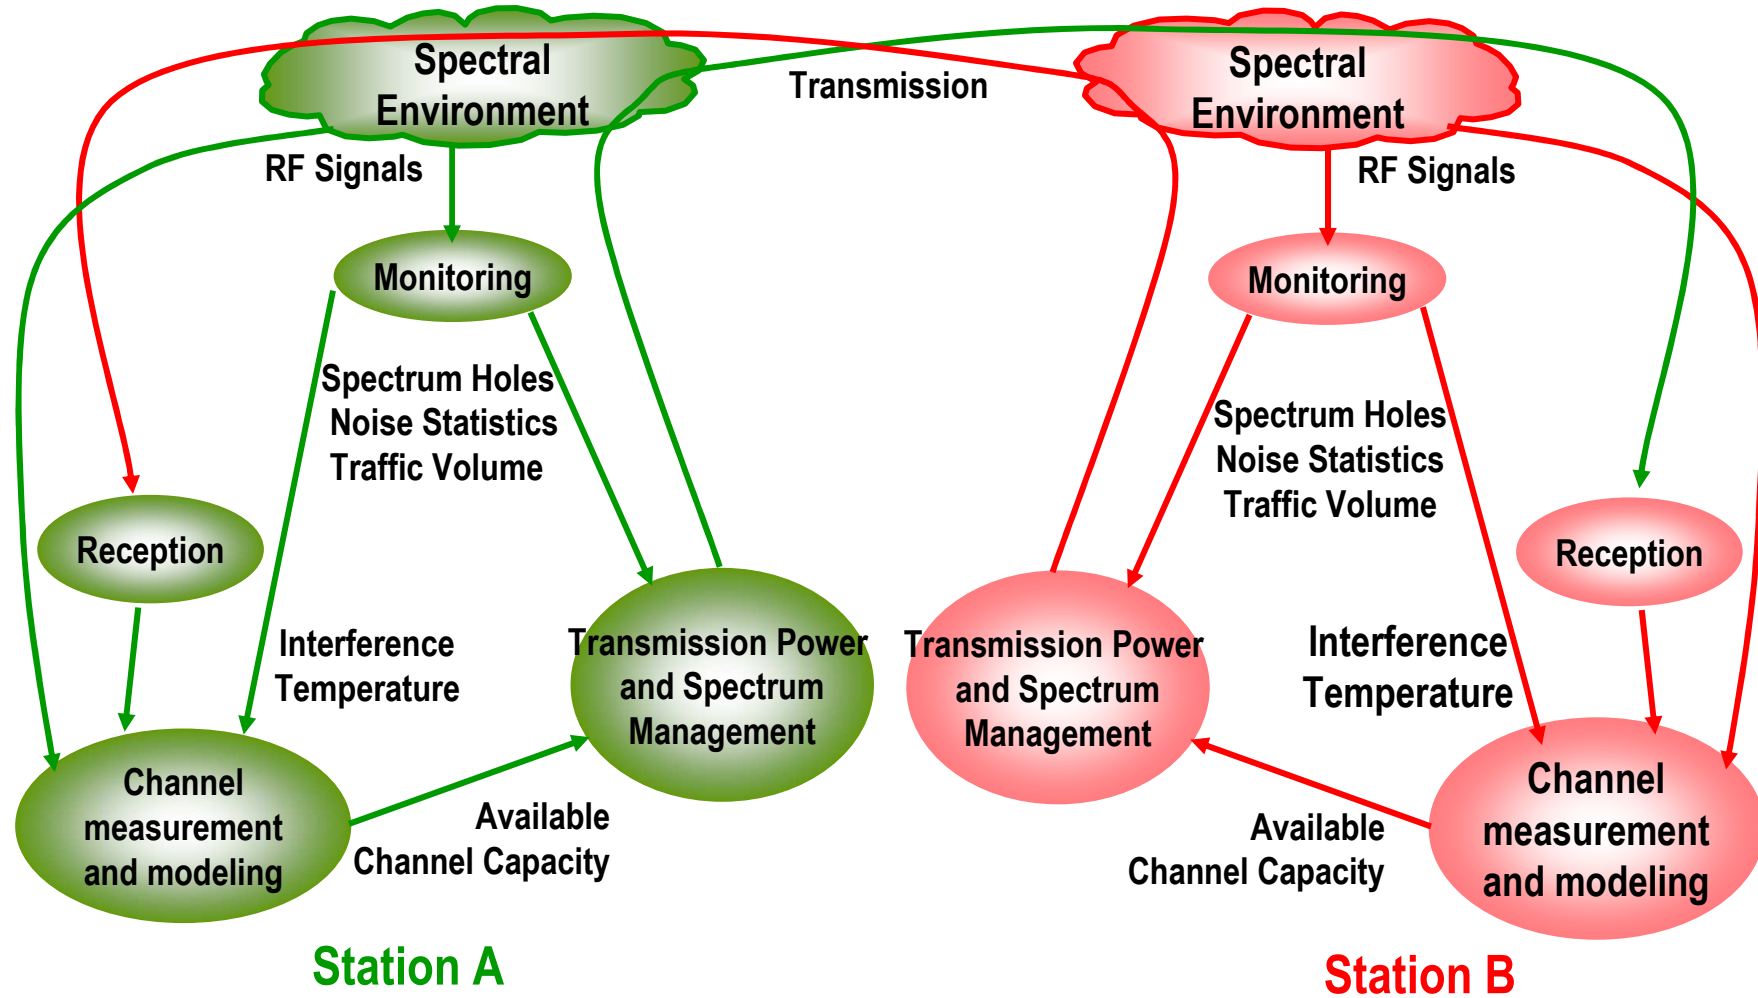 Spectral
Environment
Transmission
Spectral
Environment
RF Signals
RF Signals
Monitoring
Monitoring
Spectrum Holes
Noise Statistics
Traffic Volume
Spectrum Holes
Noise Statistics
Traffic Volume
Reception
Reception
Interference
Temperature
Transmission Power
and Spectrum
Management
Transmission Power
and Spectrum
Management
Interference
Temperature
Channel
measurement
and modeling
Available
Channel Capacity
Available
Channel Capacity
Channel
measurement
and modeling
Station A
Station B